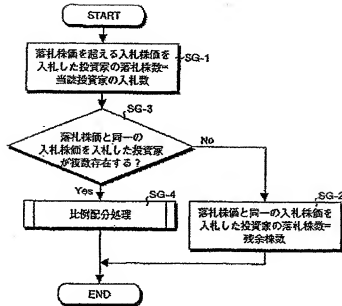 START
落札株価を超える入札株価を
入札した投資家の落札株数=
当該投資家の入札数
SG-1
SG-3
落札株価と同一の
入札株価を入札した投資家
が複数存在する?
No
Yes
SG-4
比例配分処理
SG-2
落札株価と同一の入札株価を
入札した投資家の落札株数=
残余株数
END